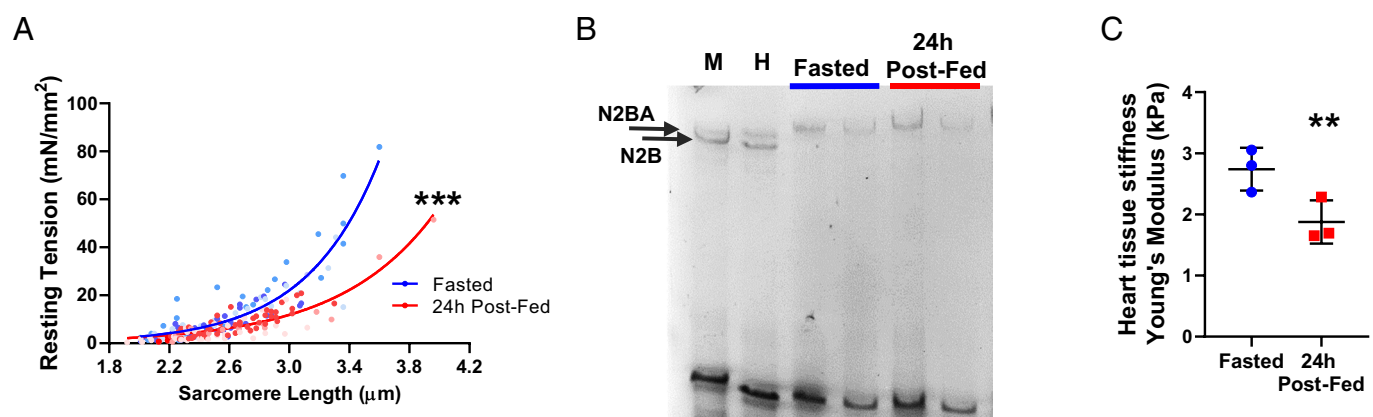 A
Resting Tension (mN/mm²)
100
80
60
40
20
0
1.8
2.2
2.6
3.0
3.4
3.8
4.2
Sarcomere Length (μm)
***
Fasted
24h Post-Fed
B
M
H
Fasted
24h
Post-Fed
N2BA
N2B
C
Heart tissue stiffness
Young's Modulus (kPa)
4
3
2
1
0
**
Fasted
24h
Post-Fed